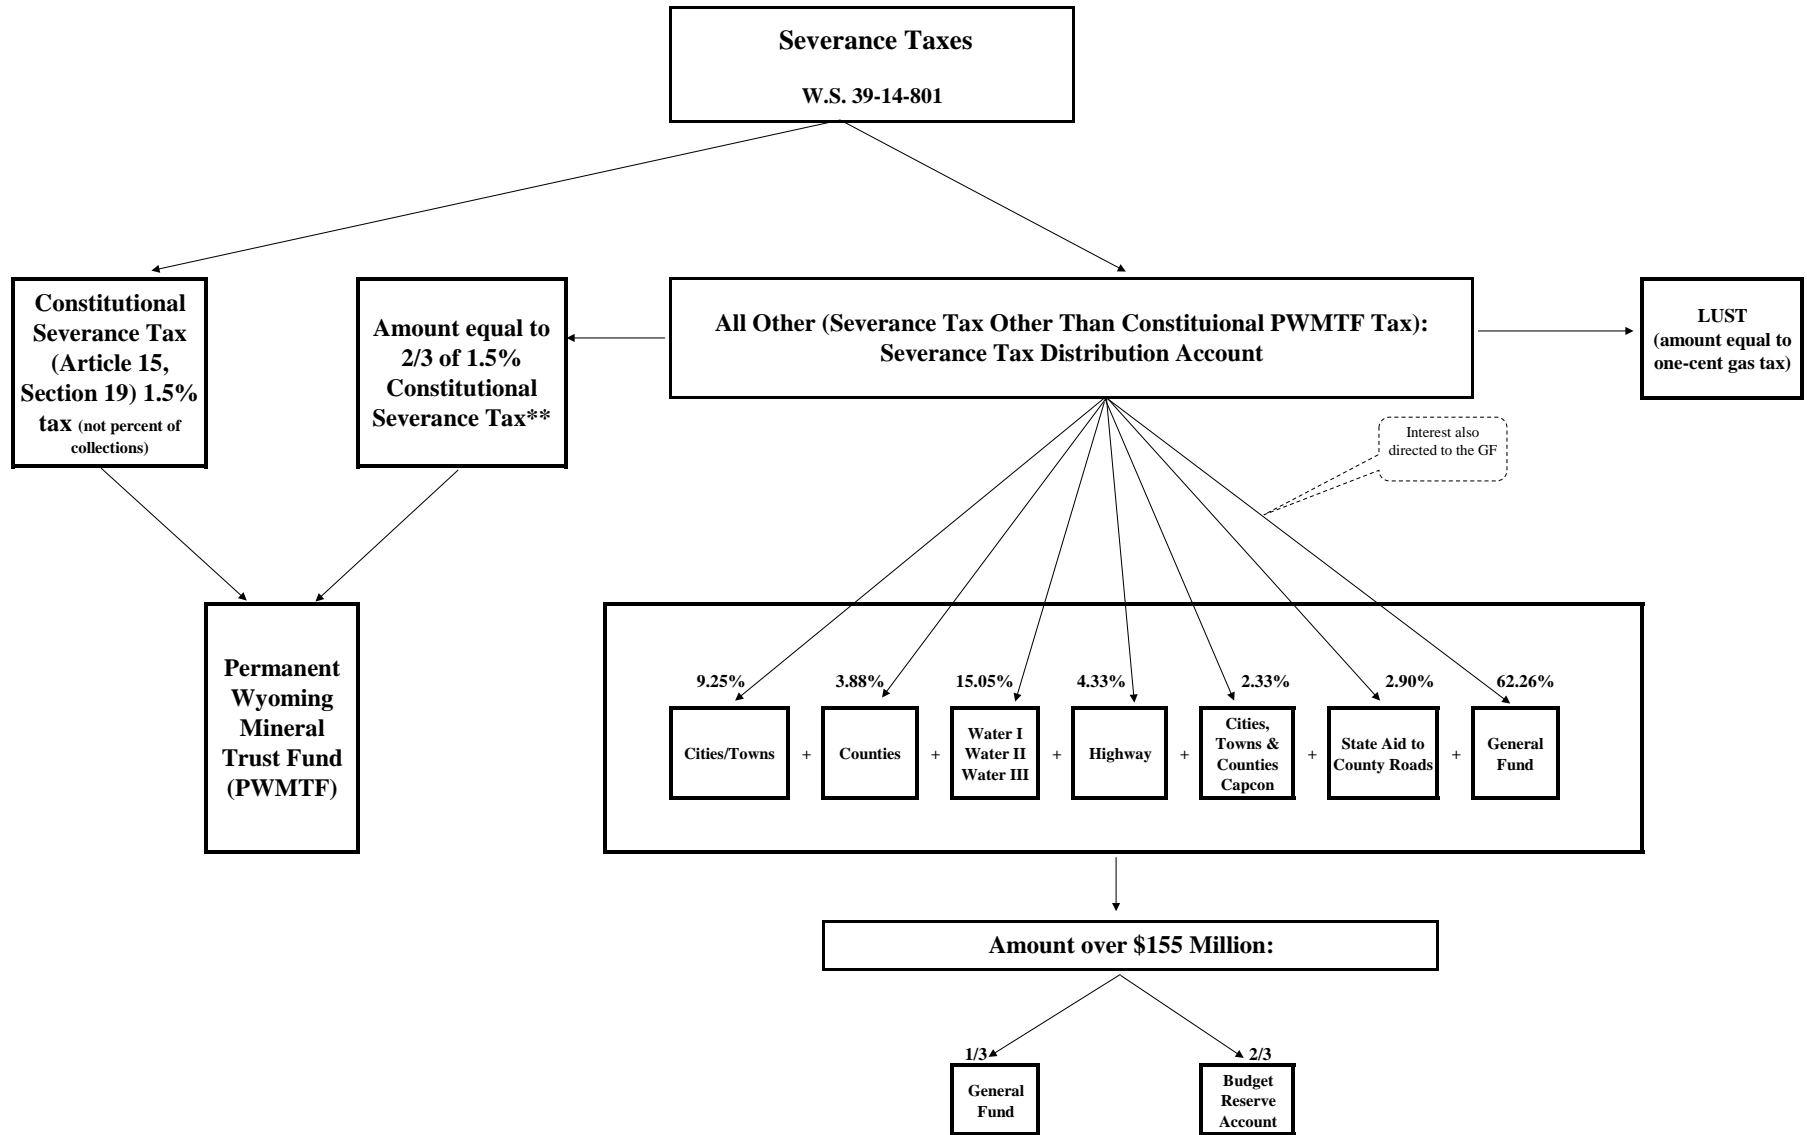 Severance Taxes
W.S. 39-14-801
Constitutional
Severance Tax
(Article 15,
Section 19) 1.5%
tax (not percent of
collections)
Amount equal to
2/3 of 1.5%
Constitutional
Severance Tax**
All Other (Severance Tax Other Than Constituional PWMTF Tax):
Severance Tax Distribution Account
LUST
(amount equal to
one-cent gas tax)
Interest also
directed to the GF
Permanent
Wyoming
Mineral
Trust Fund
(PWMTF)
9.25%
3.88%
15.05%
4.33%
2.33%
2.90%
62.26%
Cities/Towns
+
Counties
+
Water I
Water II
Water III
+
Highway
+
Cities,
Towns &
Counties
Capcon
+
State Aid to
County Roads
+
General
Fund
Amount over $155 Million:
1/3
2/3
General
Fund
Budget
Reserve
Account